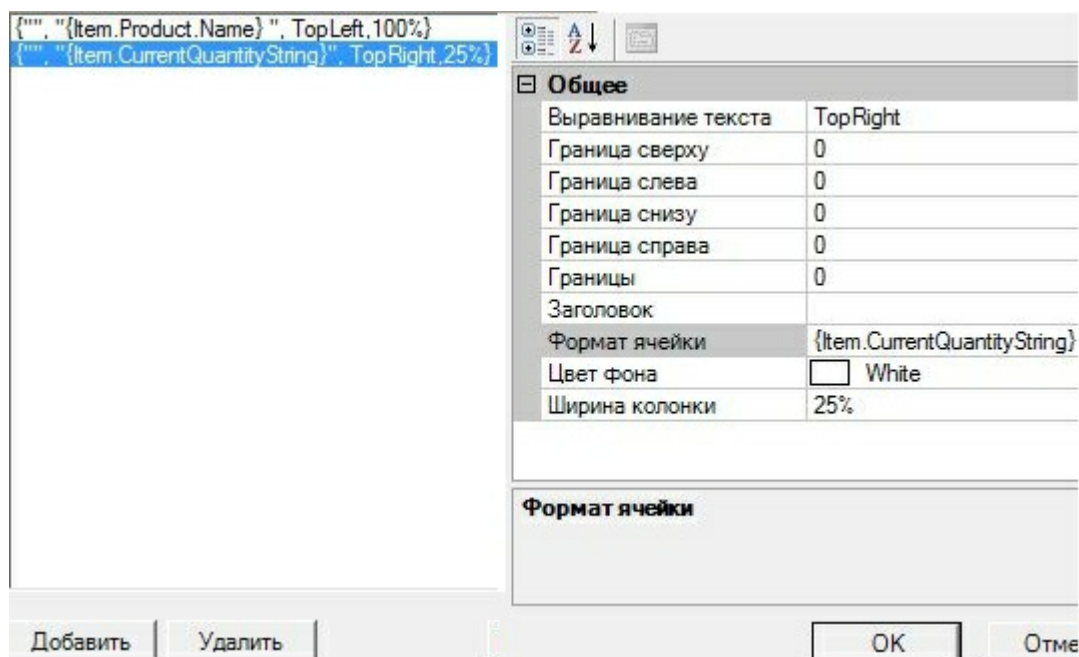 {"", "{Item.Product.Name} ", TopLeft,100%}
{"", "{Item.CurrentQuantityString}", TopRight,25%}
Общее
Выравнивание текста TopRight
Граница сверху 0
Граница слева 0
Граница снизу 0
Граница справа 0
Границы 0
Заголовок
Формат ячейки {Item.CurrentQuantityString}
Цвет фона White
Ширина колонки 25%
Формат ячейки
Добавить Удалить OK Отме